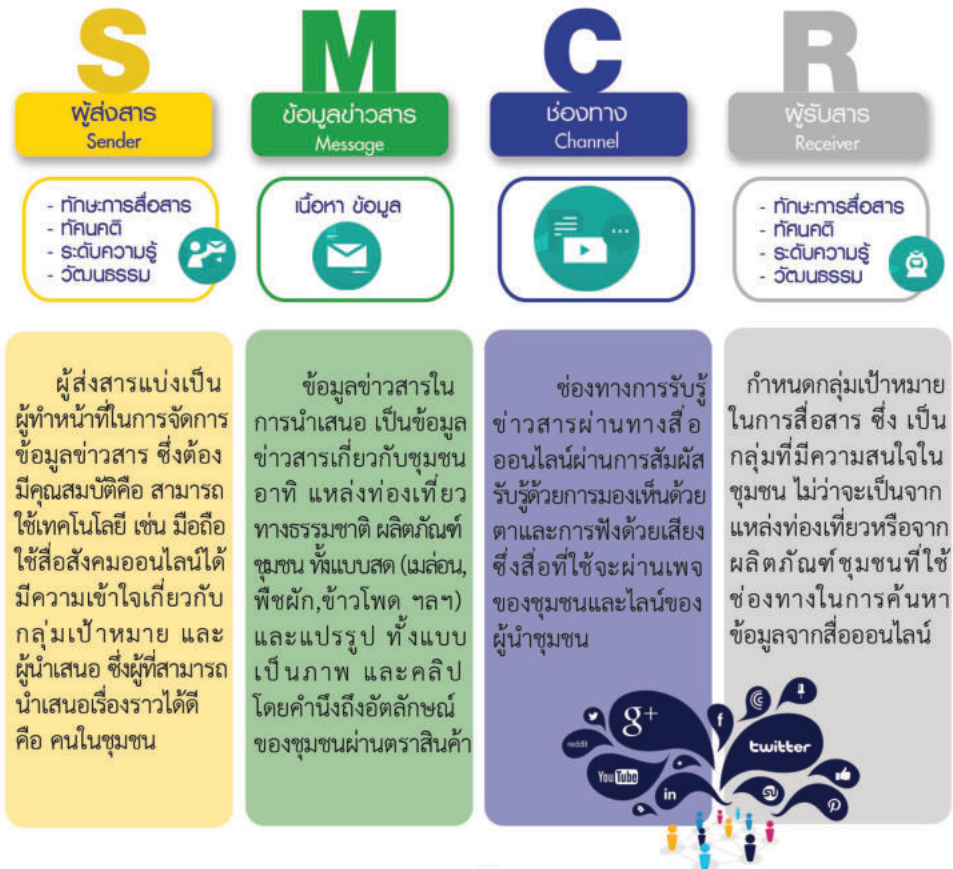 S
ผู้ส่งสาร
Sender
- ทักษะการสื่อสาร
- ทัศนคติ
- ระดับความรู้
- วัฒนธรรม
ผู้ส่งสารแบ่งเป็น
ผู้ทำหน้าที่ในการจัดการ
ข้อมูลข่าวสาร ซึ่งต้อง
มีคุณสมบัติคือ สามารถ
ใช้เทคโนโลยี เช่น มือถือ
ใช้สื่อสังคมออนไลน์ได้
มีความเข้าใจเกี่ยวกับ
กลุ่มเป้าหมาย และ
ผู้นำเสนอ ซึ่งผู้ที่สามารถ
นำเสนอเรื่องราวได้ดี
คือ คนในชุมชน
M
ข้อมูลข่าวสาร
Message
เนื้อหา ข้อมูล
ข้อมูลข่าวสารใน
การนำเสนอ เป็นข้อมูล
ข่าวสารเกี่ยวกับชุมชน
อาทิ แหล่งท่องเที่ยว
ทางธรรมชาติ ผลิตภัณฑ์
ชุมชน ทั้งแบบสด (เมล่อน,
พืชผัก,ข้าวโพด ฯลฯ)
และแปรรูป ทั้งแบบ
เป็นภาพ และคลิป
โดยคำนึงถึงอัตลักษณ์
ของชุมชนผ่านตราสินค้า
C
ช่องทาง
Channel
ช่องทางการรับรู้
ข่าวสารผ่านทางสื่อ
ออนไลน์ผ่านการสัมผัส
รับรู้ด้วยการมองเห็นด้วย
ตาและการฟังด้วยเสียง
ซึ่งสื่อที่ใช้จะผ่านเพจ
ของชุมชนและไลน์ของ
ผู้นำชุมชน
R
ผู้รับสาร
Receiver
- ทักษะการสื่อสาร
- ทัศนคติ
- ระดับความรู้
- วัฒนธรรม
กำหนดกลุ่มเป้าหมาย
ในการสื่อสาร ซึ่ง เป็น
กลุ่มที่มีความสนใจใน
ชุมชน ไม่ว่าจะเป็นจาก
แหล่งท่องเที่ยวหรือจาก
ผลิตภัณฑ์ชุมชนที่ใช้
ช่องทางในการค้นหา
ข้อมูลจากสื่อออนไลน์
g+
f
twitter
reddit
You Tube
in